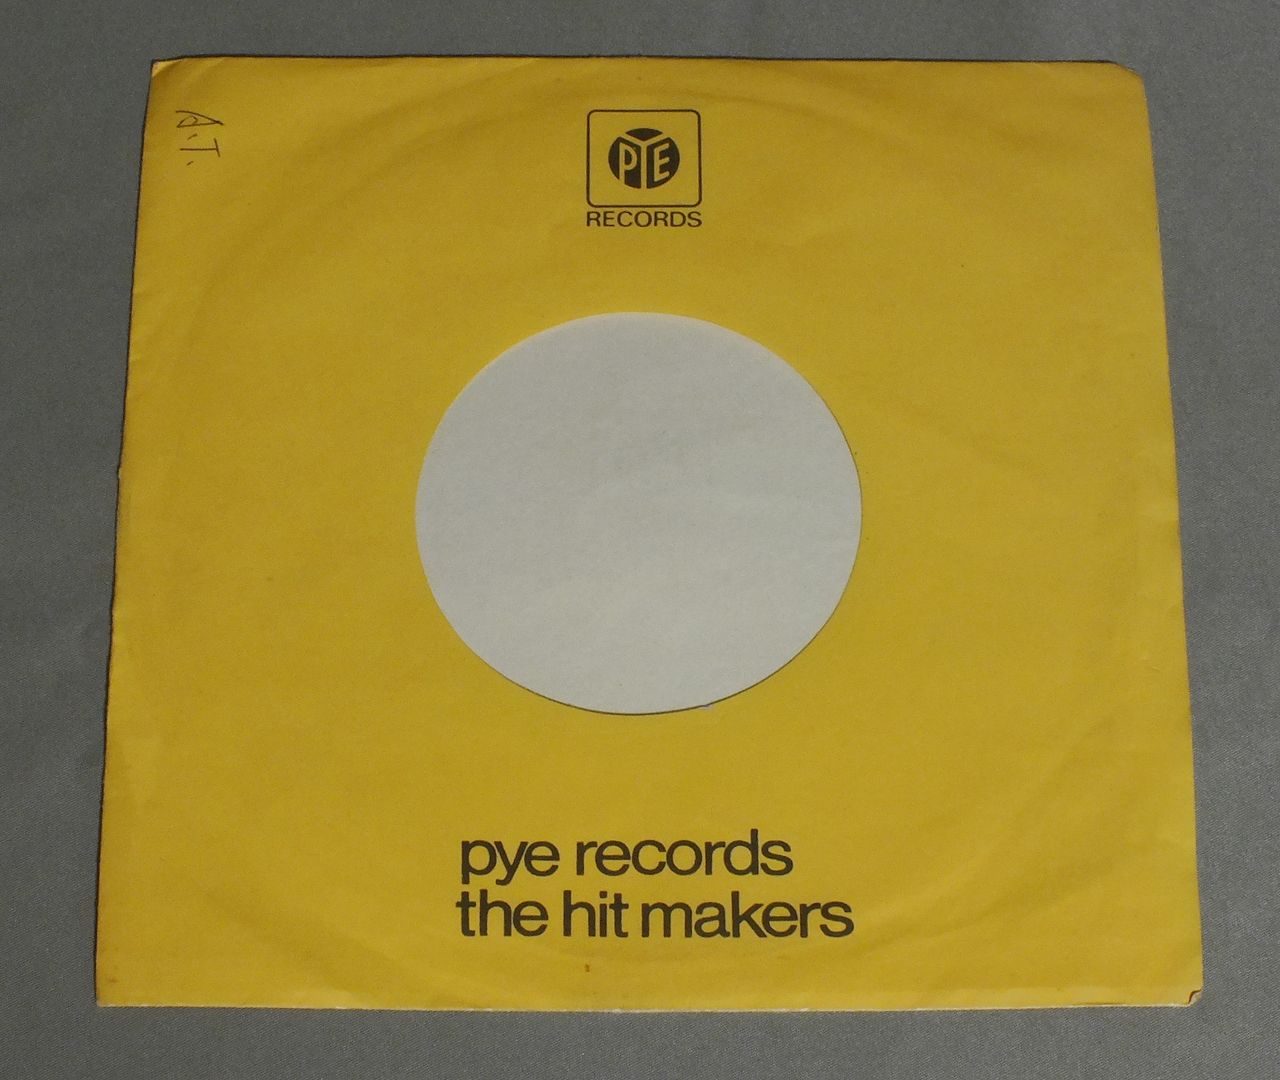 A.T.
PYE
RECORDS
pye records
the hit makers